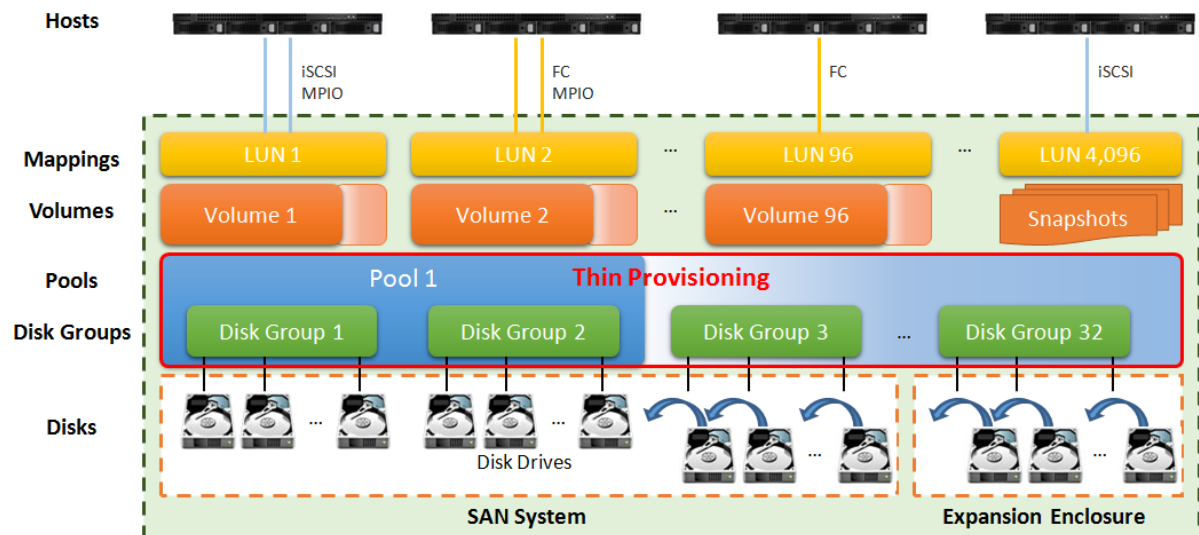 Hosts
iSCSI
MPIO
FC
MPIO
FC
iSCSI
Mappings
LUN 1
LUN 2
...
LUN 96
...
LUN 4,096
Volumes
Volume 1
Volume 2
...
Volume 96
Snapshots
Pools
Pool 1
Thin Provisioning
Disk Groups
Disk Group 1
Disk Group 2
Disk Group 3
...
Disk Group 32
Disks
...
...
...
...
Disk Drives
SAN System
Expansion Enclosure